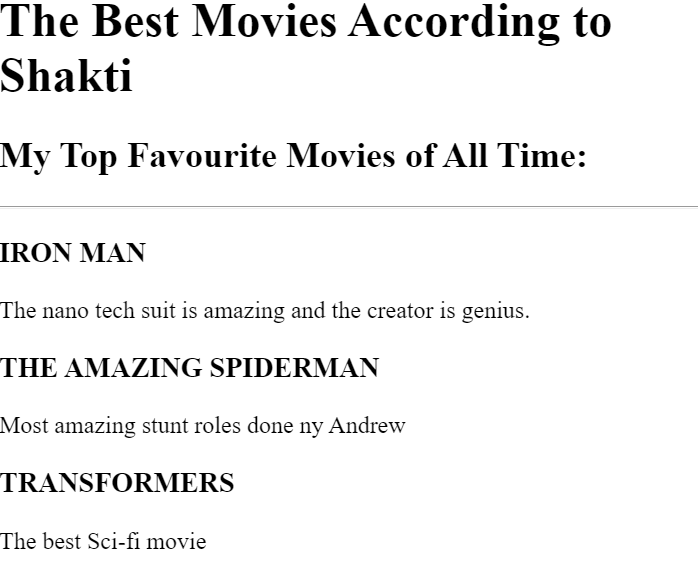 The Best Movies According to
Shakti
My Top Favourite Movies of All Time:
IRON MAN
The nano tech suit is amazing and the creator is genius.
THE AMAZING SPIDERMAN
Most amazing stunt roles done ny Andrew
TRANSFORMERS
The best Sci-fi movie